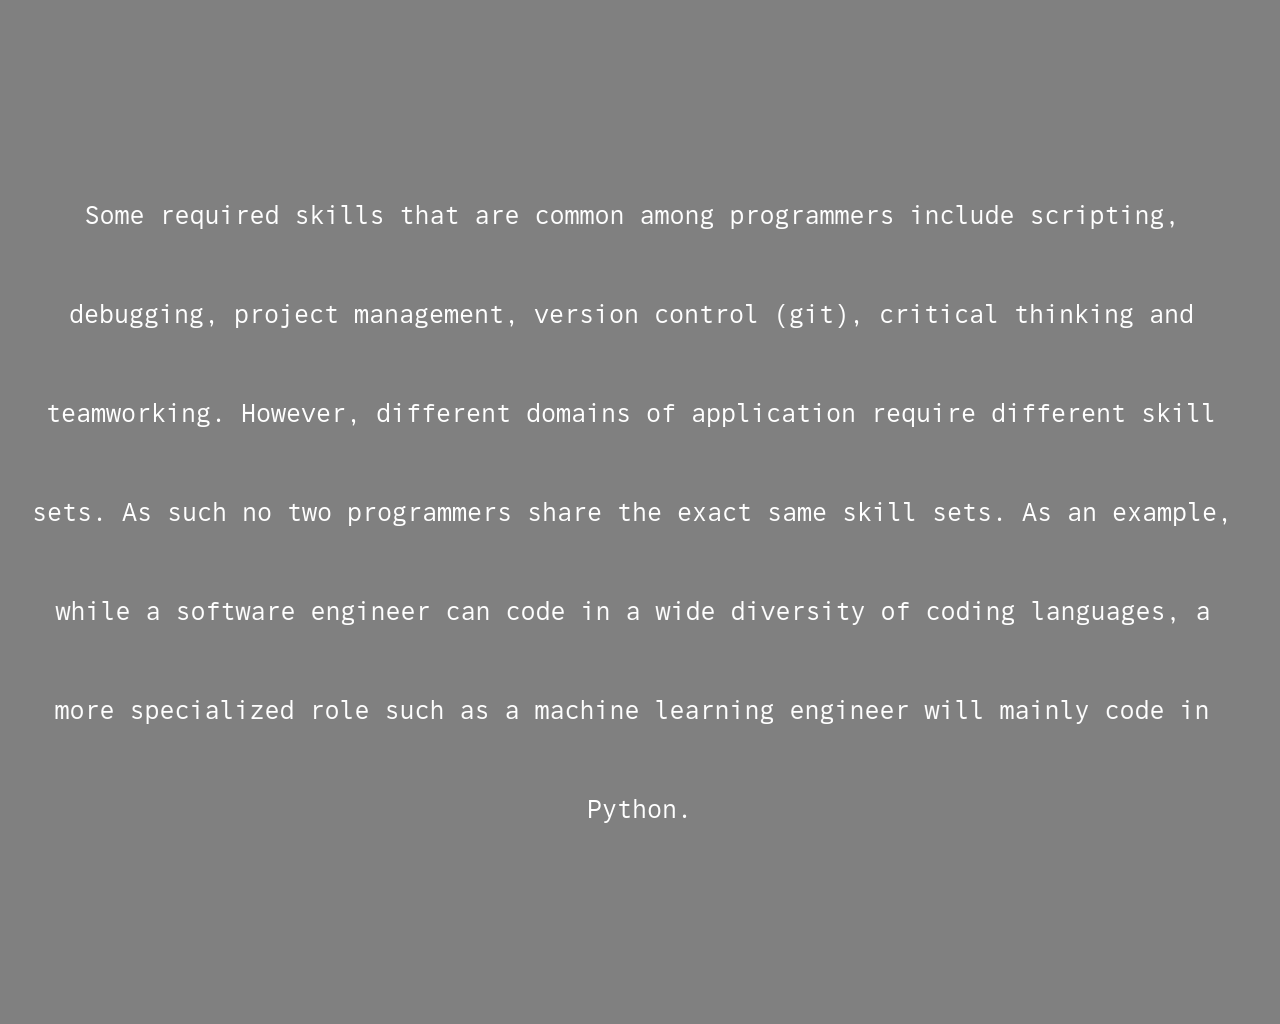 Some required skills that are common among programmers include scripting,
debugging, project management, version control (git), critical thinking and
teamworking. However, different domains of application require different skill
sets. As such no two programmers share the exact same skill sets. As an example,
while a software engineer can code in a wide diversity of coding languages, a
more specialized role such as a machine learning engineer will mainly code in
Python.